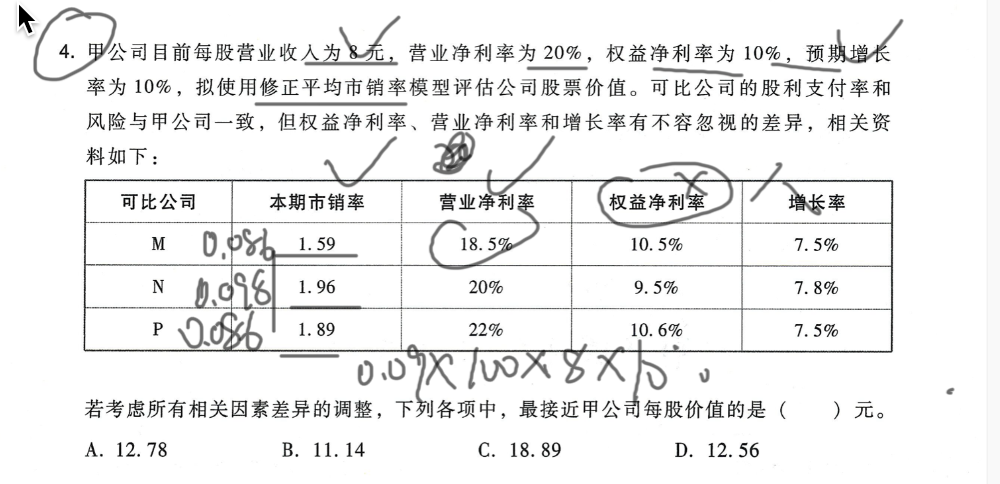 4. 甲公司目前每股营业收入为 8 元，营业净利率为 20%，权益净利率为 10%，预期增长
率为 10%，拟使用修正平均市销率模型评估公司股票价值。可比公司的股利支付率和
风险与甲公司一致，但权益净利率、营业净利率和增长率有不容忽视的差异，相关资
料如下：
可比公司 本期市销率 营业净利率 权益净利率 增长率
M 0.086 1.59 18.5% 10.5% 7.5%
N 0.098 1.96 20% 9.5% 7.8%
P 0.086 1.89 22% 10.6% 7.5%
0.09×100×8×10%
若考虑所有相关因素差异的调整，下列各项中，最接近甲公司每股价值的是（ ）元。
A. 12.78 B. 11.14 C. 18.89 D. 12.56